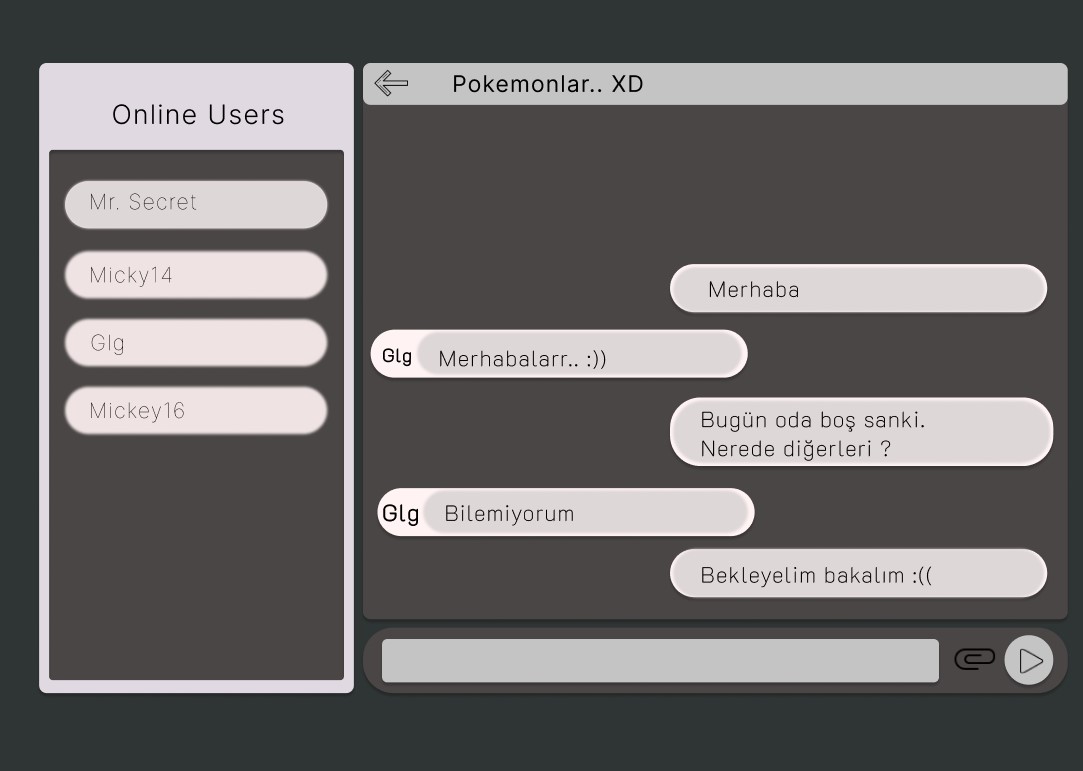 Online Users
Mr. Secret
Micky14
Glg
Mickey16
Pokemonlar.. XD
Merhaba
Glg Merhabalarr.. :))
Bugün oda boş sanki.
Nerede diğerleri ?
Glg Bilemiyorum
Bekleyelim bakalım :((